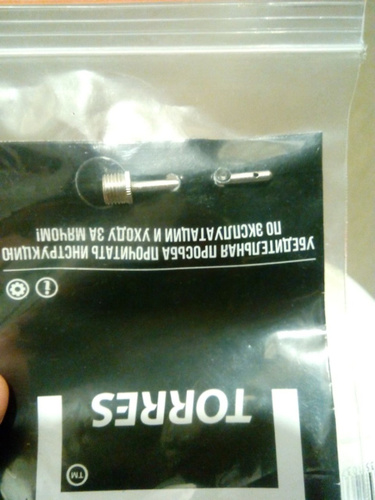 УБЕДИТЕЛЬНАЯ ПРОСЬБА ПРОЧИТАТЬ ИНСТРУКЦИЮ
ПО ЭКСПЛУАТАЦИИ И УХОДУ ЗА МЯЧОМ!
i
TORRES
TM